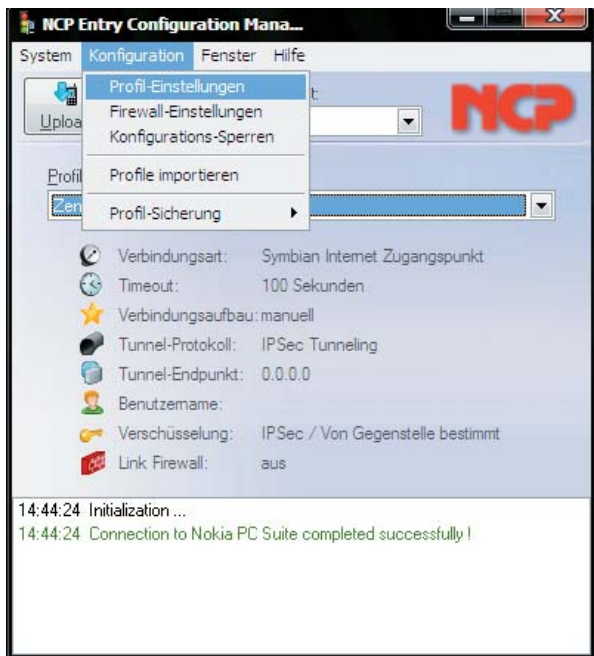 NCP Entry Configuration Mana...
System Konfiguration Fenster Hilfe
Profil-Einstellungen
Firewall-Einstellungen
Konfigurations-Sperren
Profile importieren
Profil-Sicherung
Uploa
t:
NCP
Profil
Zen
Verbindungsart: Symbian Internet Zugangspunkt
Timeout: 100 Sekunden
Verbindungsaufbau: manuell
Tunnel-Protokoll: IPSec Tunneling
Tunnel-Endpunkt: 0.0.0.0
Benutzername:
Verschüsselung: IPSec / Von Gegenstelle bestimmt
Link Firewall: aus
14:44:24 Initialization ...
14:44:24 Connection to Nokia PC Suite completed successfully !